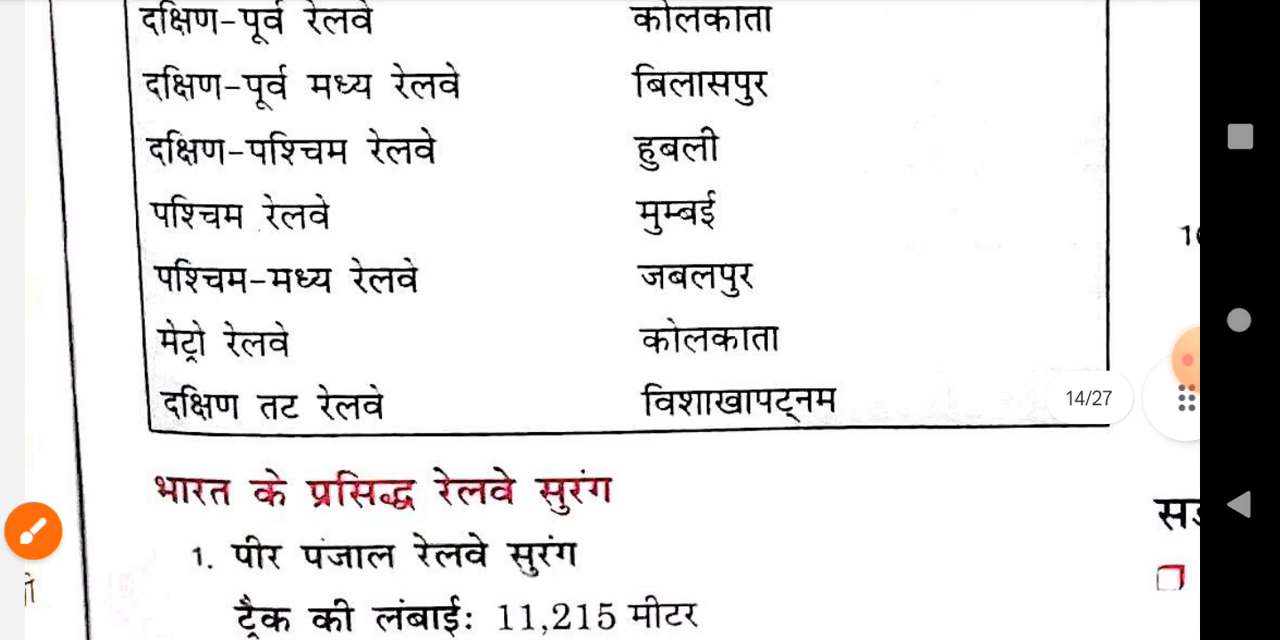 दक्षिण-पूर्व रेलवे कोलकाता
दक्षिण-पूर्व मध्य रेलवे बिलासपुर
दक्षिण-पश्चिम रेलवे हुबली
पश्चिम रेलवे मुम्बई
पश्चिम-मध्य रेलवे जबलपुर
मेट्रो रेलवे कोलकाता
दक्षिण तट रेलवे विशाखापट्नम
14/27
भारत के प्रसिद्ध रेलवे सुरंग
1. पीर पंजाल रेलवे सुरंग
ट्रैक की लंबाई: 11,215 मीटर